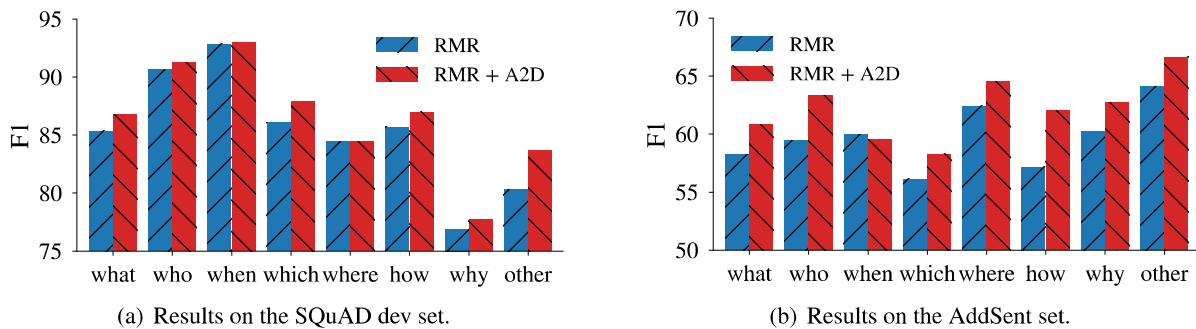 95
90
85
80
75
F1
RMR
RMR + A2D
what who when which where how why other
(a) Results on the SQuAD dev set.
70
65
60
55
50
F1
RMR
RMR + A2D
what who when which where how why other
(b) Results on the AddSent set.